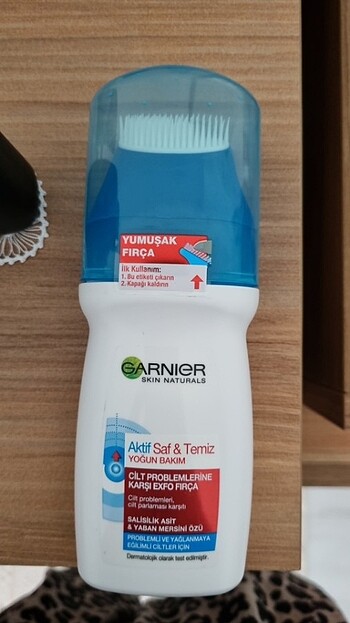 YUMUŞAK
FIRÇA
İlk Kullanım:
1. Bu etiketi çıkarın
2. Kapağı kaldırın
GARNIER
SKIN NATURALS
Aktif Saf & Temiz
YOĞUN BAKIM
CİLT PROBLEMLERİNE
KARŞI EXFO FIRÇA
Cilt problemleri,
cilt parlaması karşıtı
SALİSİLİK ASİT
& YABAN MERSİNİ ÖZÜ
PROBLEMLİ VE YAĞLANMAYA
EĞİLİMLİ CİLTLER İÇİN
Dermatolojik olarak test edilmiştir.